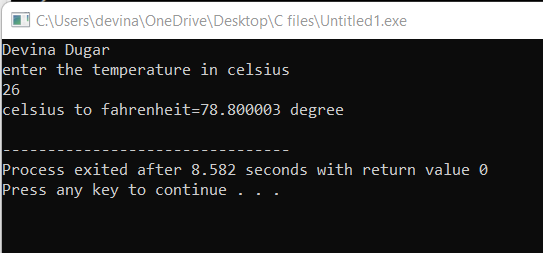 C:\Users\devina\OneDrive\Desktop\C files\Untitled1.exe
Devina Dugar
enter the temperature in celsius
26
celsius to fahrenheit=78.800003 degree
--------------------------------
Process exited after 8.582 seconds with return value 0
Press any key to continue . . .